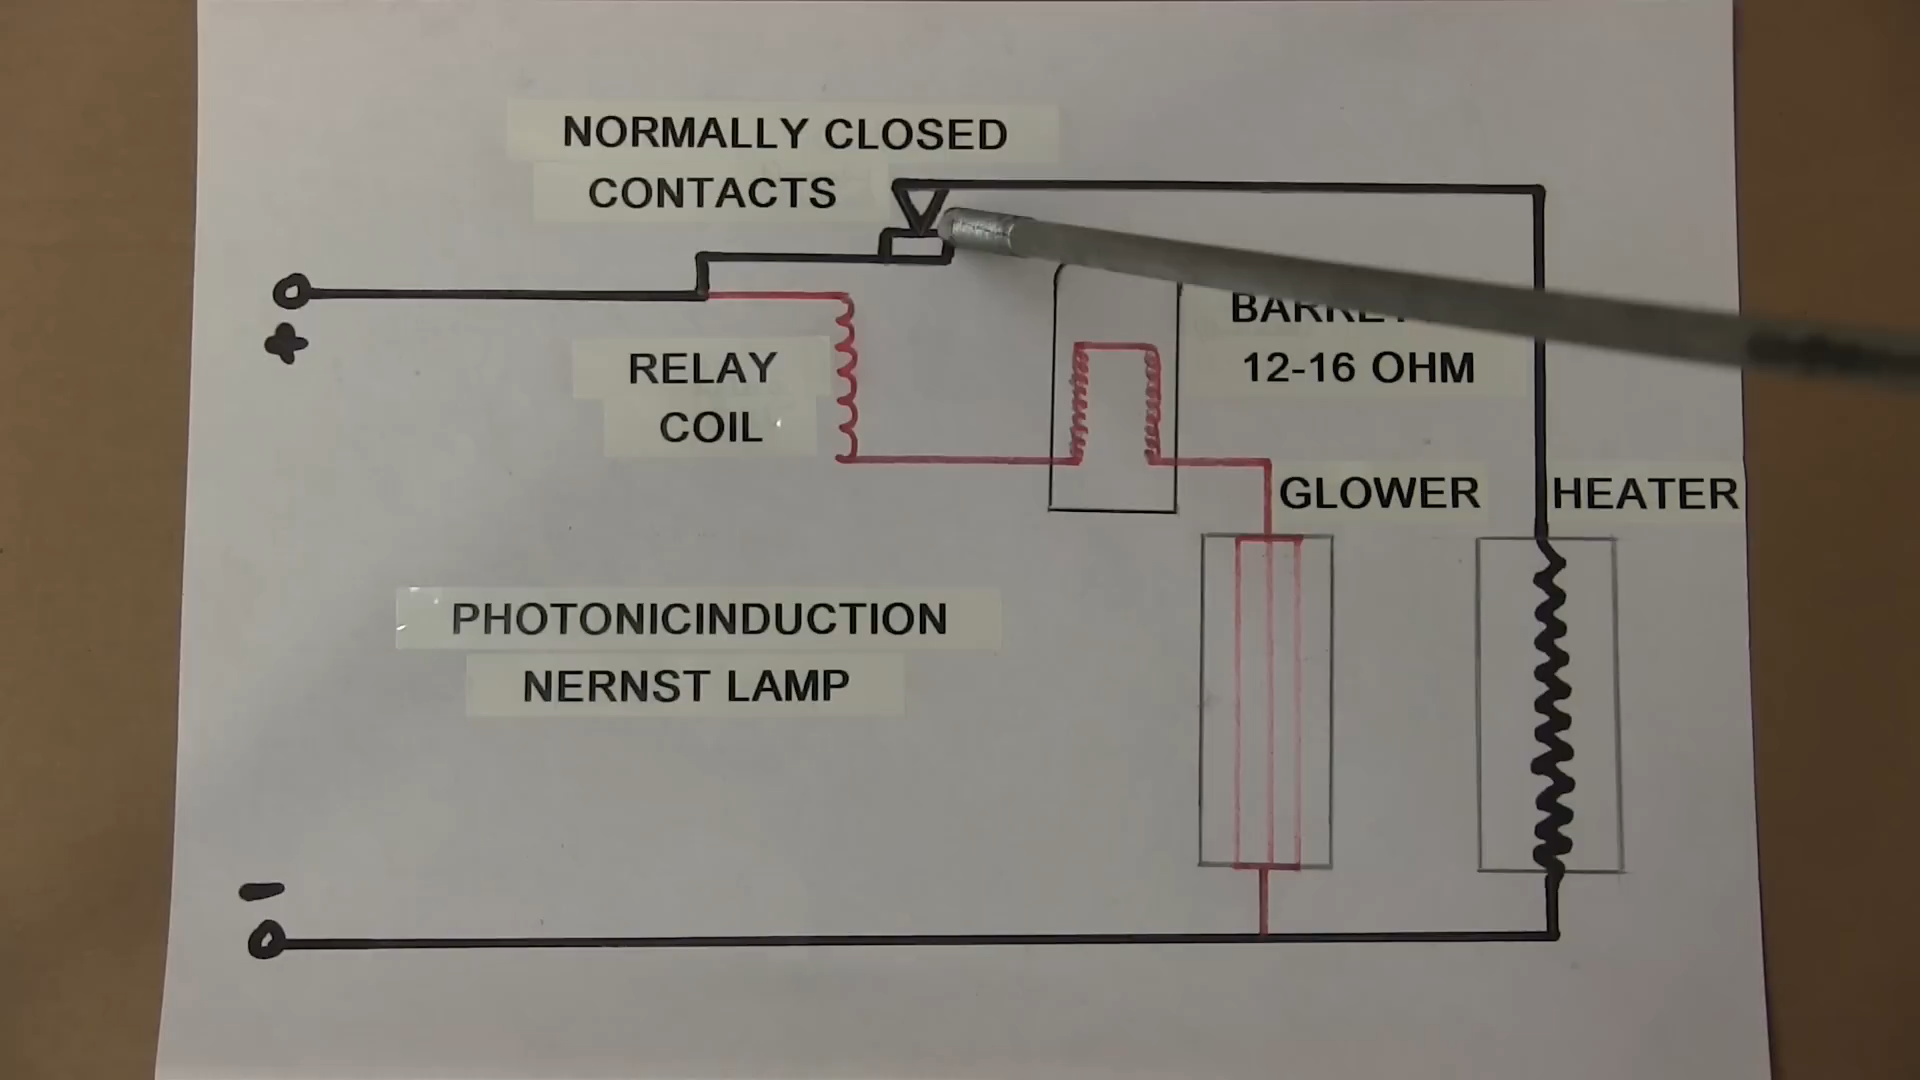 NORMALLY CLOSED
CONTACTS
+
RELAY
COIL
12-16 OHM
GLOWER
HEATER
PHOTONICINDUCTION
NERNST LAMP
-